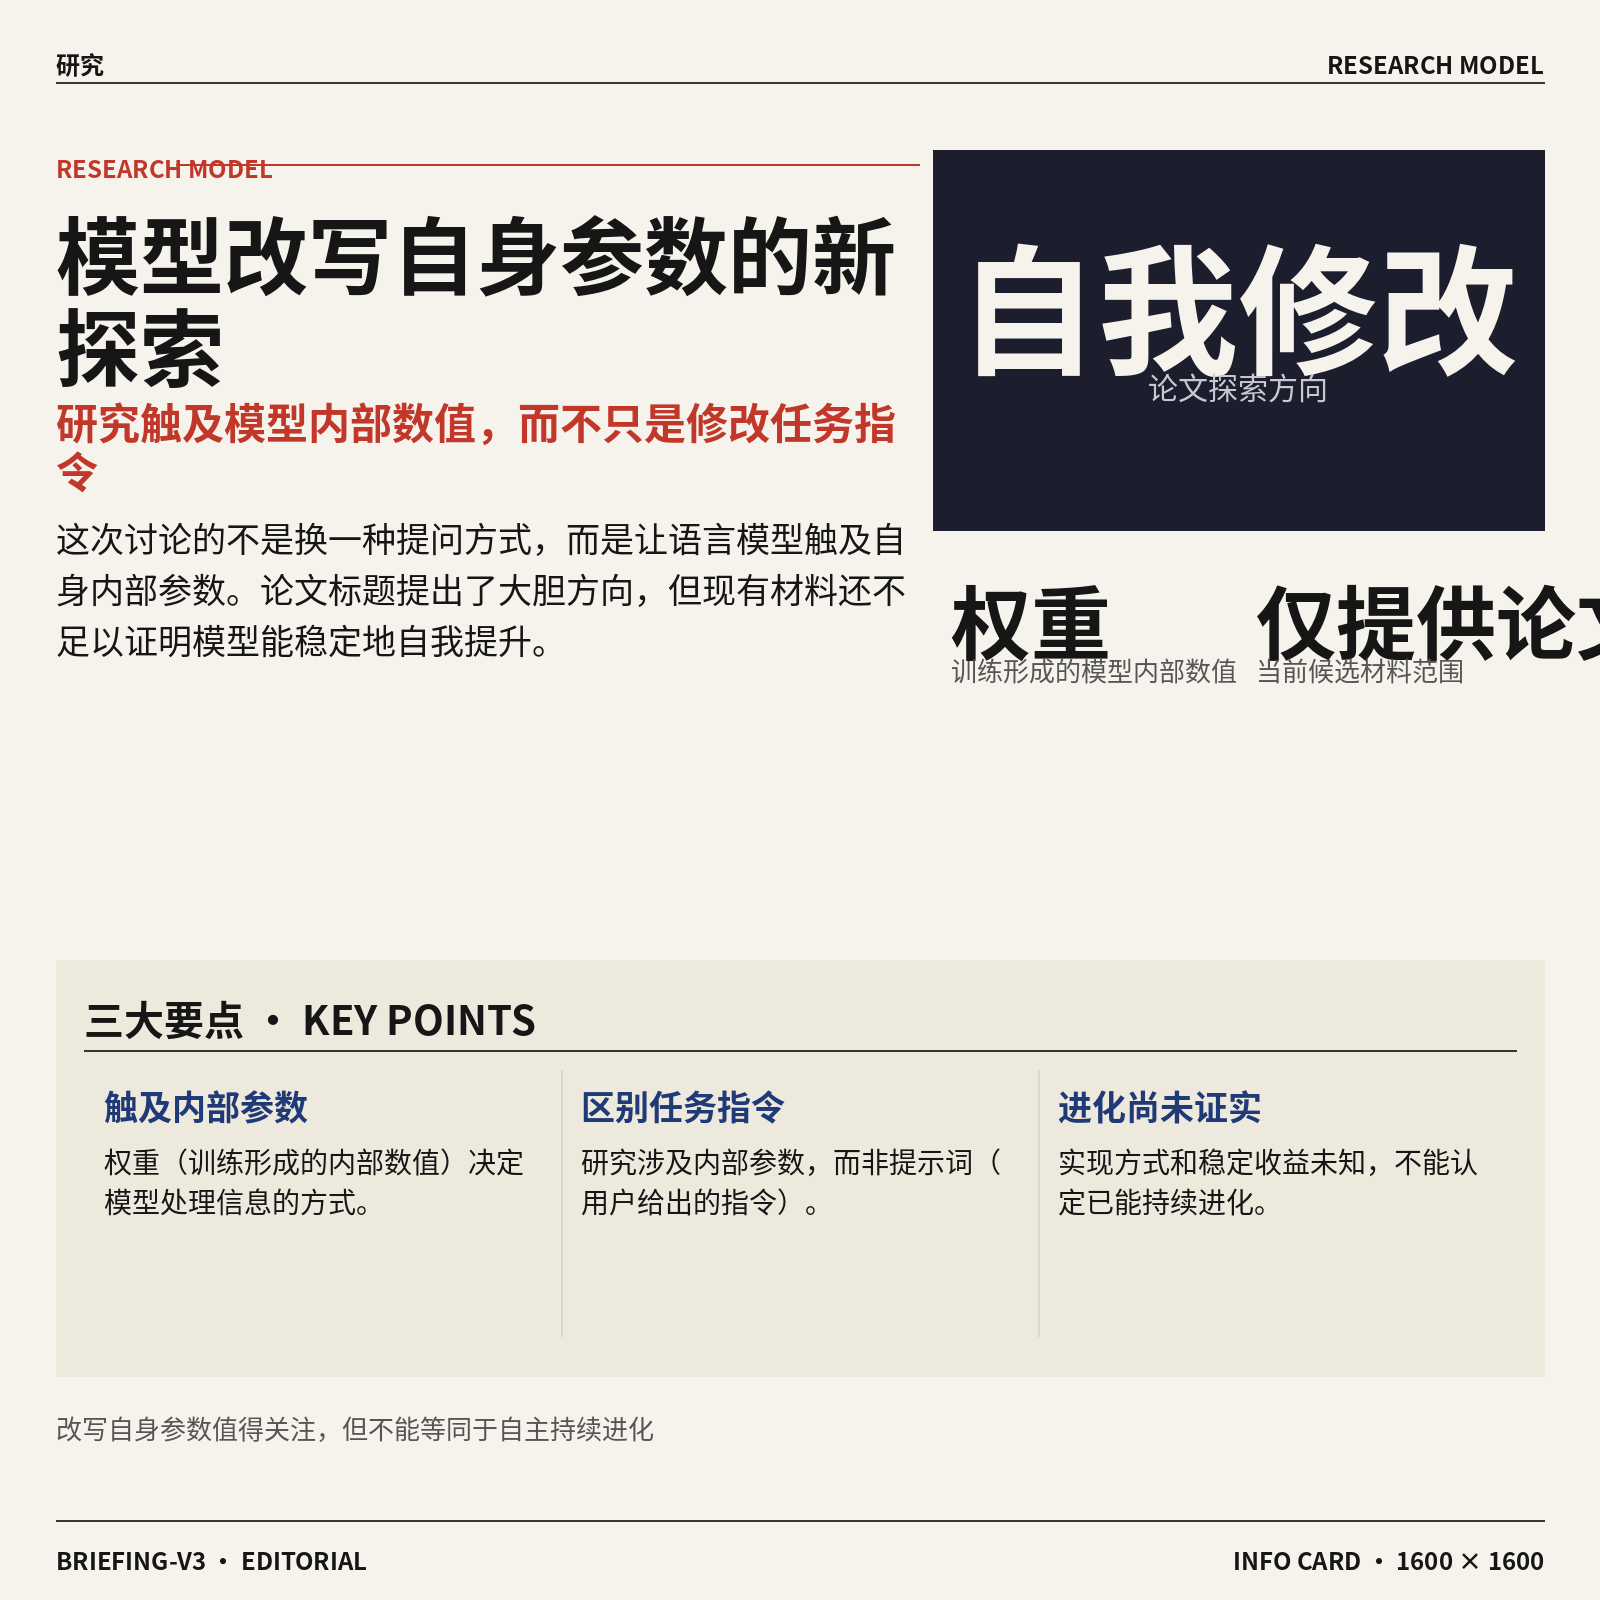 研究
RESEARCH MODEL
RESEARCH MODEL
模型改写自身参数的新
探索
研究触及模型内部数值，而不只是修改任务指
令
这次讨论的不是换一种提问方式，而是让语言模型触及自
身内部参数。论文标题提出了大胆方向，但现有材料还不
足以证明模型能稳定地自我提升。
自我修改
论文探索方向
权重
训练形成的模型内部数值
仅提供论文
当前候选材料范围
三大要点 · KEY POINTS
触及内部参数
权重（训练形成的内部数值）决定
模型处理信息的方式。
区别任务指令
研究涉及内部参数，而非提示词（
用户给出的指令）。
进化尚未证实
实现方式和稳定收益未知，不能认
定已能持续进化。
改写自身参数值得关注，但不能等同于自主持续进化
BRIEFING-V3 · EDITORIAL
INFO CARD · 1600 × 1600